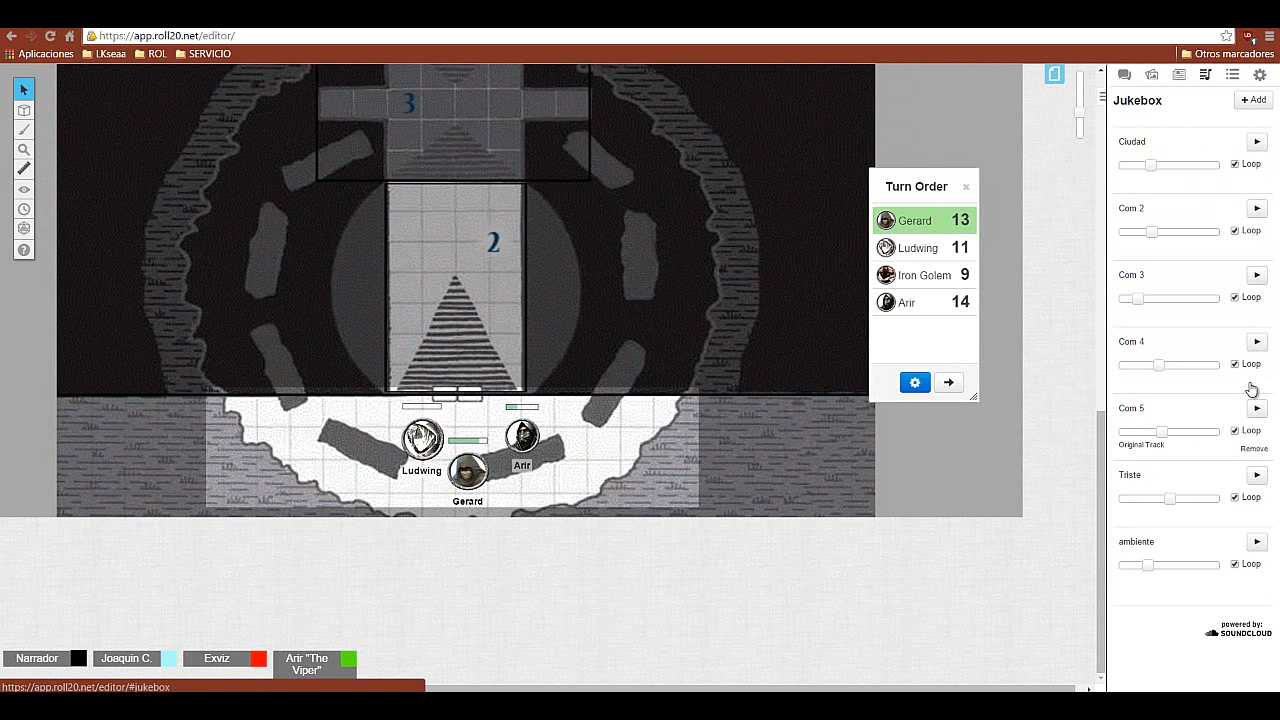 https://app.roll20.net/editor/
Aplicaciones LKseaa ROL SERVICIO Otros marcadores
Jukebox
+ Add
Ciudad
Loop
Com 2
Loop
Com 3
Loop
Com 4
Loop
Com 5
Loop
Original Track Remove
Triste
Loop
ambiente
Loop
powered by:
SOUNDCLOUD
3
2
Turn Order ×
Gerard 13
Ludwing 11
Iron Golem 9
Arir 14
Ludwing
Arir
Gerard
Narrador
Joaquin C.
Exviz
Arir "The
Viper"
https://app.roll20.net/editor/#jukebox